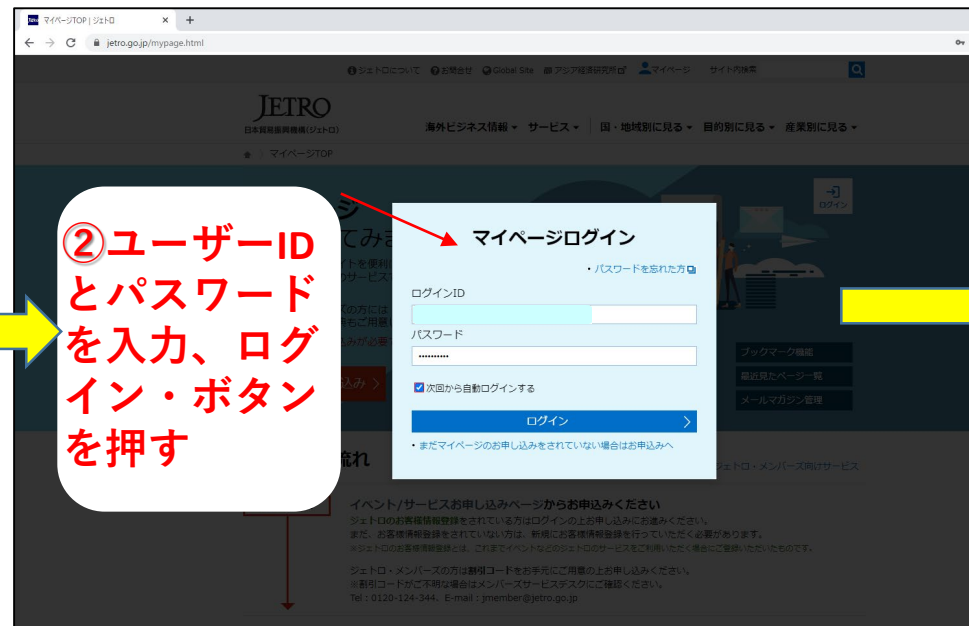 マイページTOP | ジェトロ
jetro.go.jp/mypage.html
ジェトロについて お問合せ Global Site アジア経済研究所 マイページ サイト内検索
JETRO
日本貿易振興機構(ジェトロ)
海外ビジネス情報 サービス 国・地域別に見る 目的別に見る 産業別に見る
マイページTOP
ログイン
②ユーザーID
とパスワード
を入力、ログ
イン・ボタン
を押す
マイページログイン
・パスワードを忘れた方
ログインID
パスワード
••••••••••
次回から自動ログインする
ログイン
・まだマイページのお申し込みをされていない場合はお申込みへ
ブックマーク機能
最近見たページ一覧
メールマガジン管理
込み
流れ
ジェトロ・メンバーズ向けサービス
イベント/サービスお申し込みページからお申込みください
ジェトロのお客様情報登録をされている方はログインの上お申し込みにお進みください。
まだ、お客様情報登録をされていない方は、新規にお客様情報登録を行っていただく必要があります。
※ジェトロのお客様情報登録とは、これまでイベントなどのジェトロのサービスをご利用いただく場合にご登録いただいたものです。
ジェトロ・メンバーズの方は割引コードをお手元にご用意の上お申し込みください。
※割引コードがご不明な場合はメンバーズサービスデスクにご確認ください。
Tel：0120-124-344、E-mail：jmember@jetro.go.jp